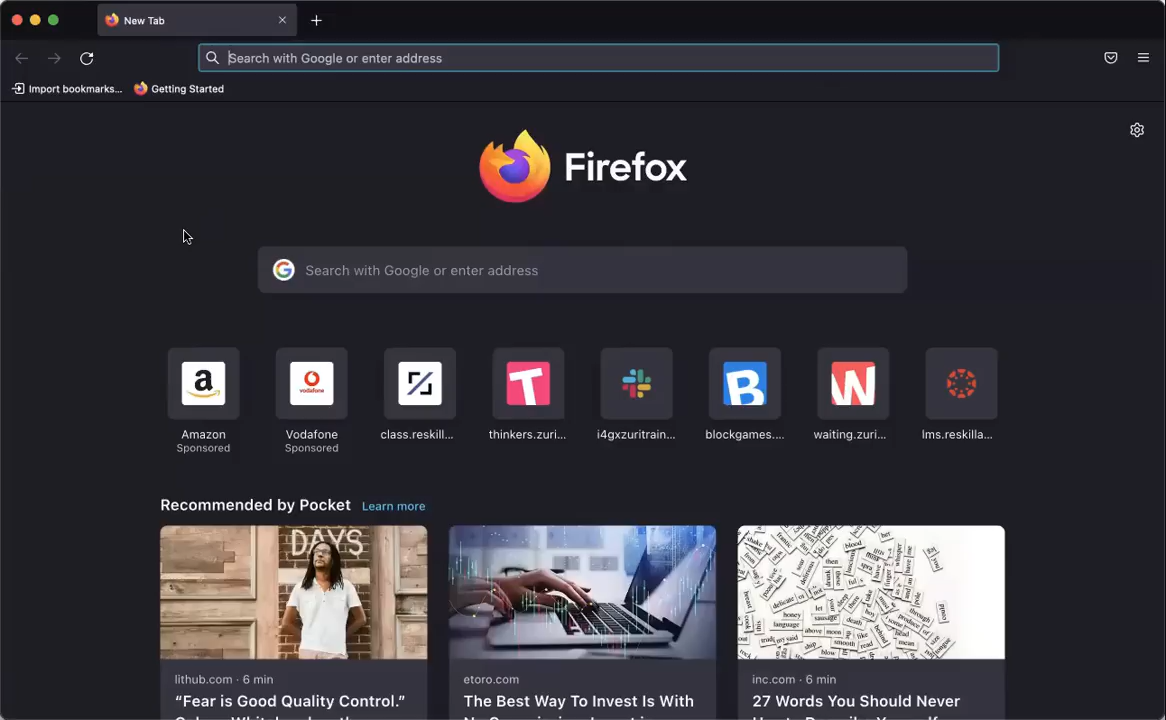 New Tab
Search with Google or enter address
Import bookmarks...
Getting Started
Firefox
Search with Google or enter address
Amazon
Sponsored
Vodafone
Sponsored
class.reskill...
thinkers.zuri...
i4gxzuritrain...
blockgames....
waiting.zuri...
lms.reskilla...
Recommended by Pocket Learn more
DAYS
lithub.com · 6 min
“Fear is Good Quality Control.”
etoro.com
The Best Way To Invest Is With
inc.com · 6 min
27 Words You Should Never